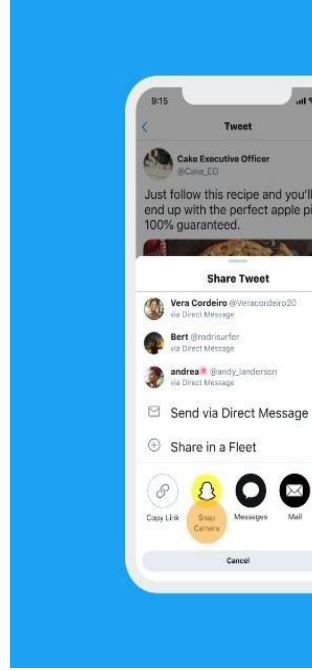 9:15
Tweet
Cake Executive Officer
@Cake_EO
Just follow this recipe and you'll
end up with the perfect apple pi
100% guaranteed.
Share Tweet
Vera Cordeiro @Veracordeiro20
via Direct Message
Bert @rodrisurfer
via Direct Message
andrea @andy_landerson
via Direct Message
Send via Direct Message
Share in a Fleet
Copy Link Snap Messages Mail
Camera
Cancel